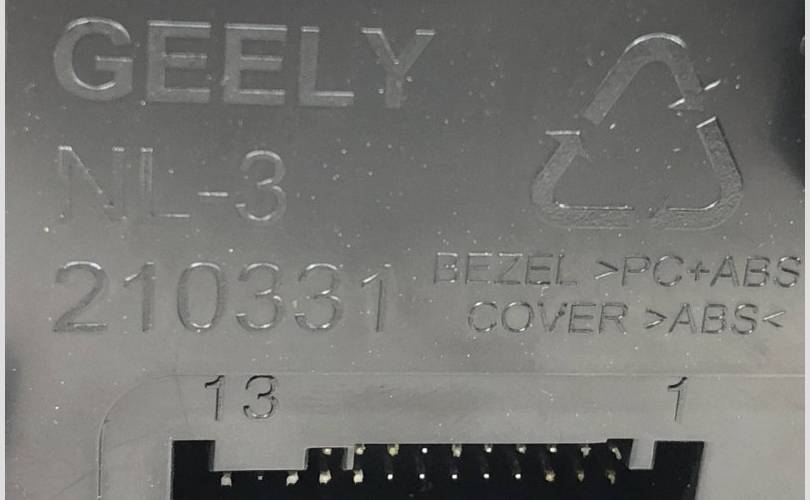 GEELY
NL-3
210331
BEZEL >PC+ABS
COVER >ABS<
13 1